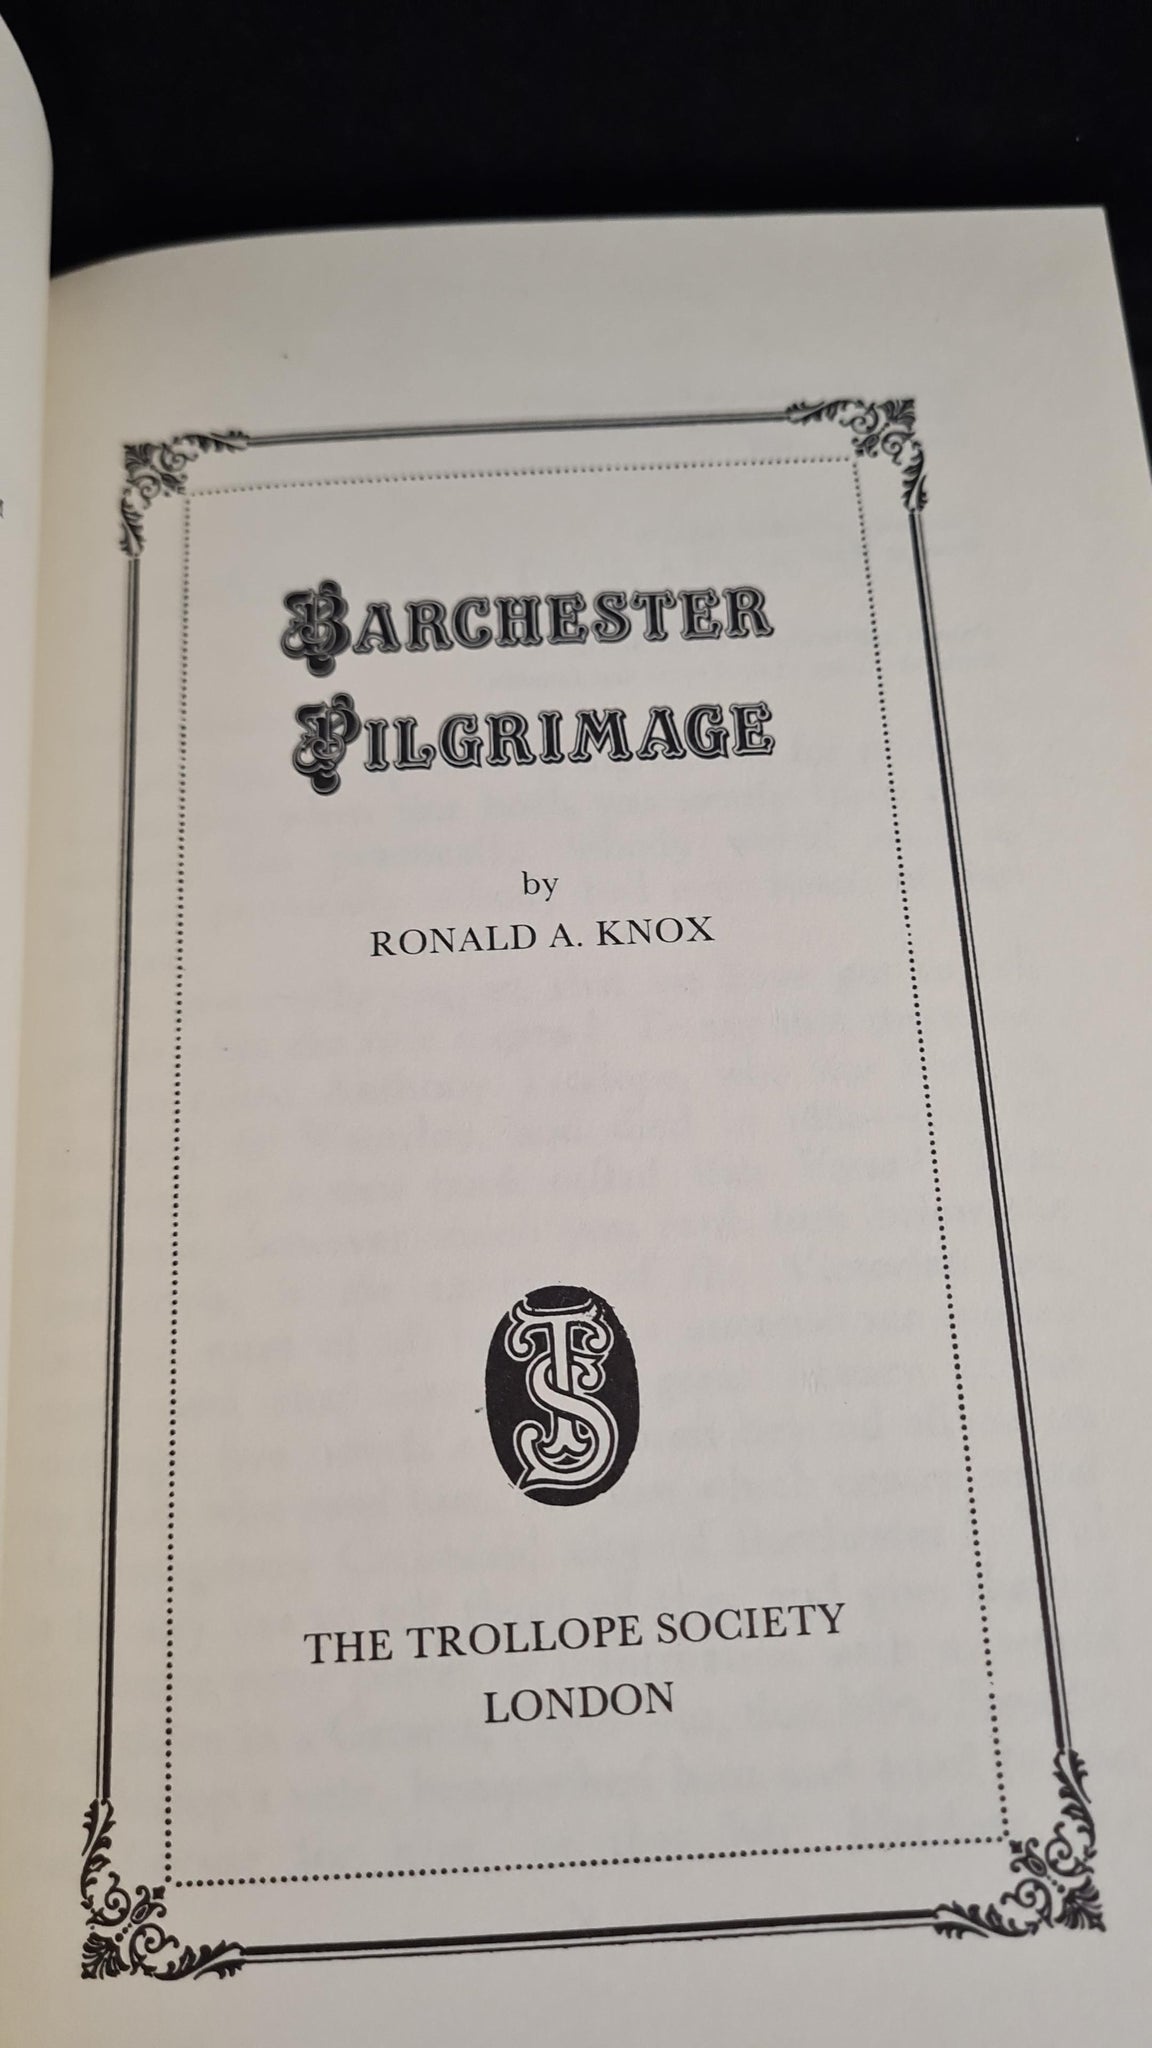 BARCHESTER
PILGRIMAGE
by
RONALD A. KNOX
TS
THE TROLLOPE SOCIETY
LONDON